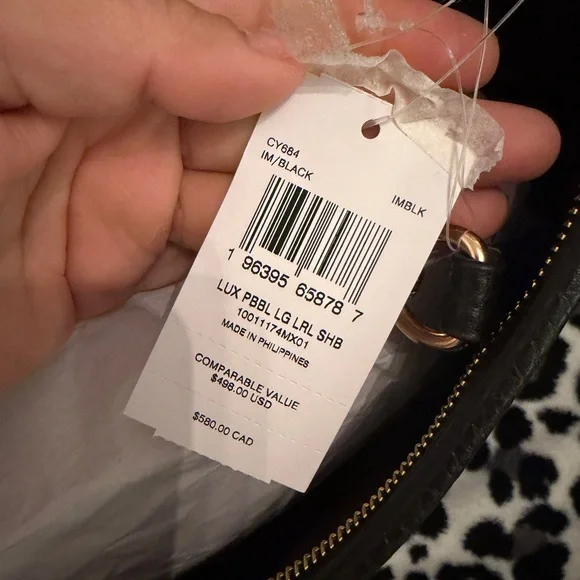 CY684
IM/BLACK
IMBLK
1 96395 65878 7
LUX PBBL LG LRL SHB
10011174MX01
MADE IN PHILIPPINES
COMPARABLE VALUE
$498.00 USD
$580.00 CAD